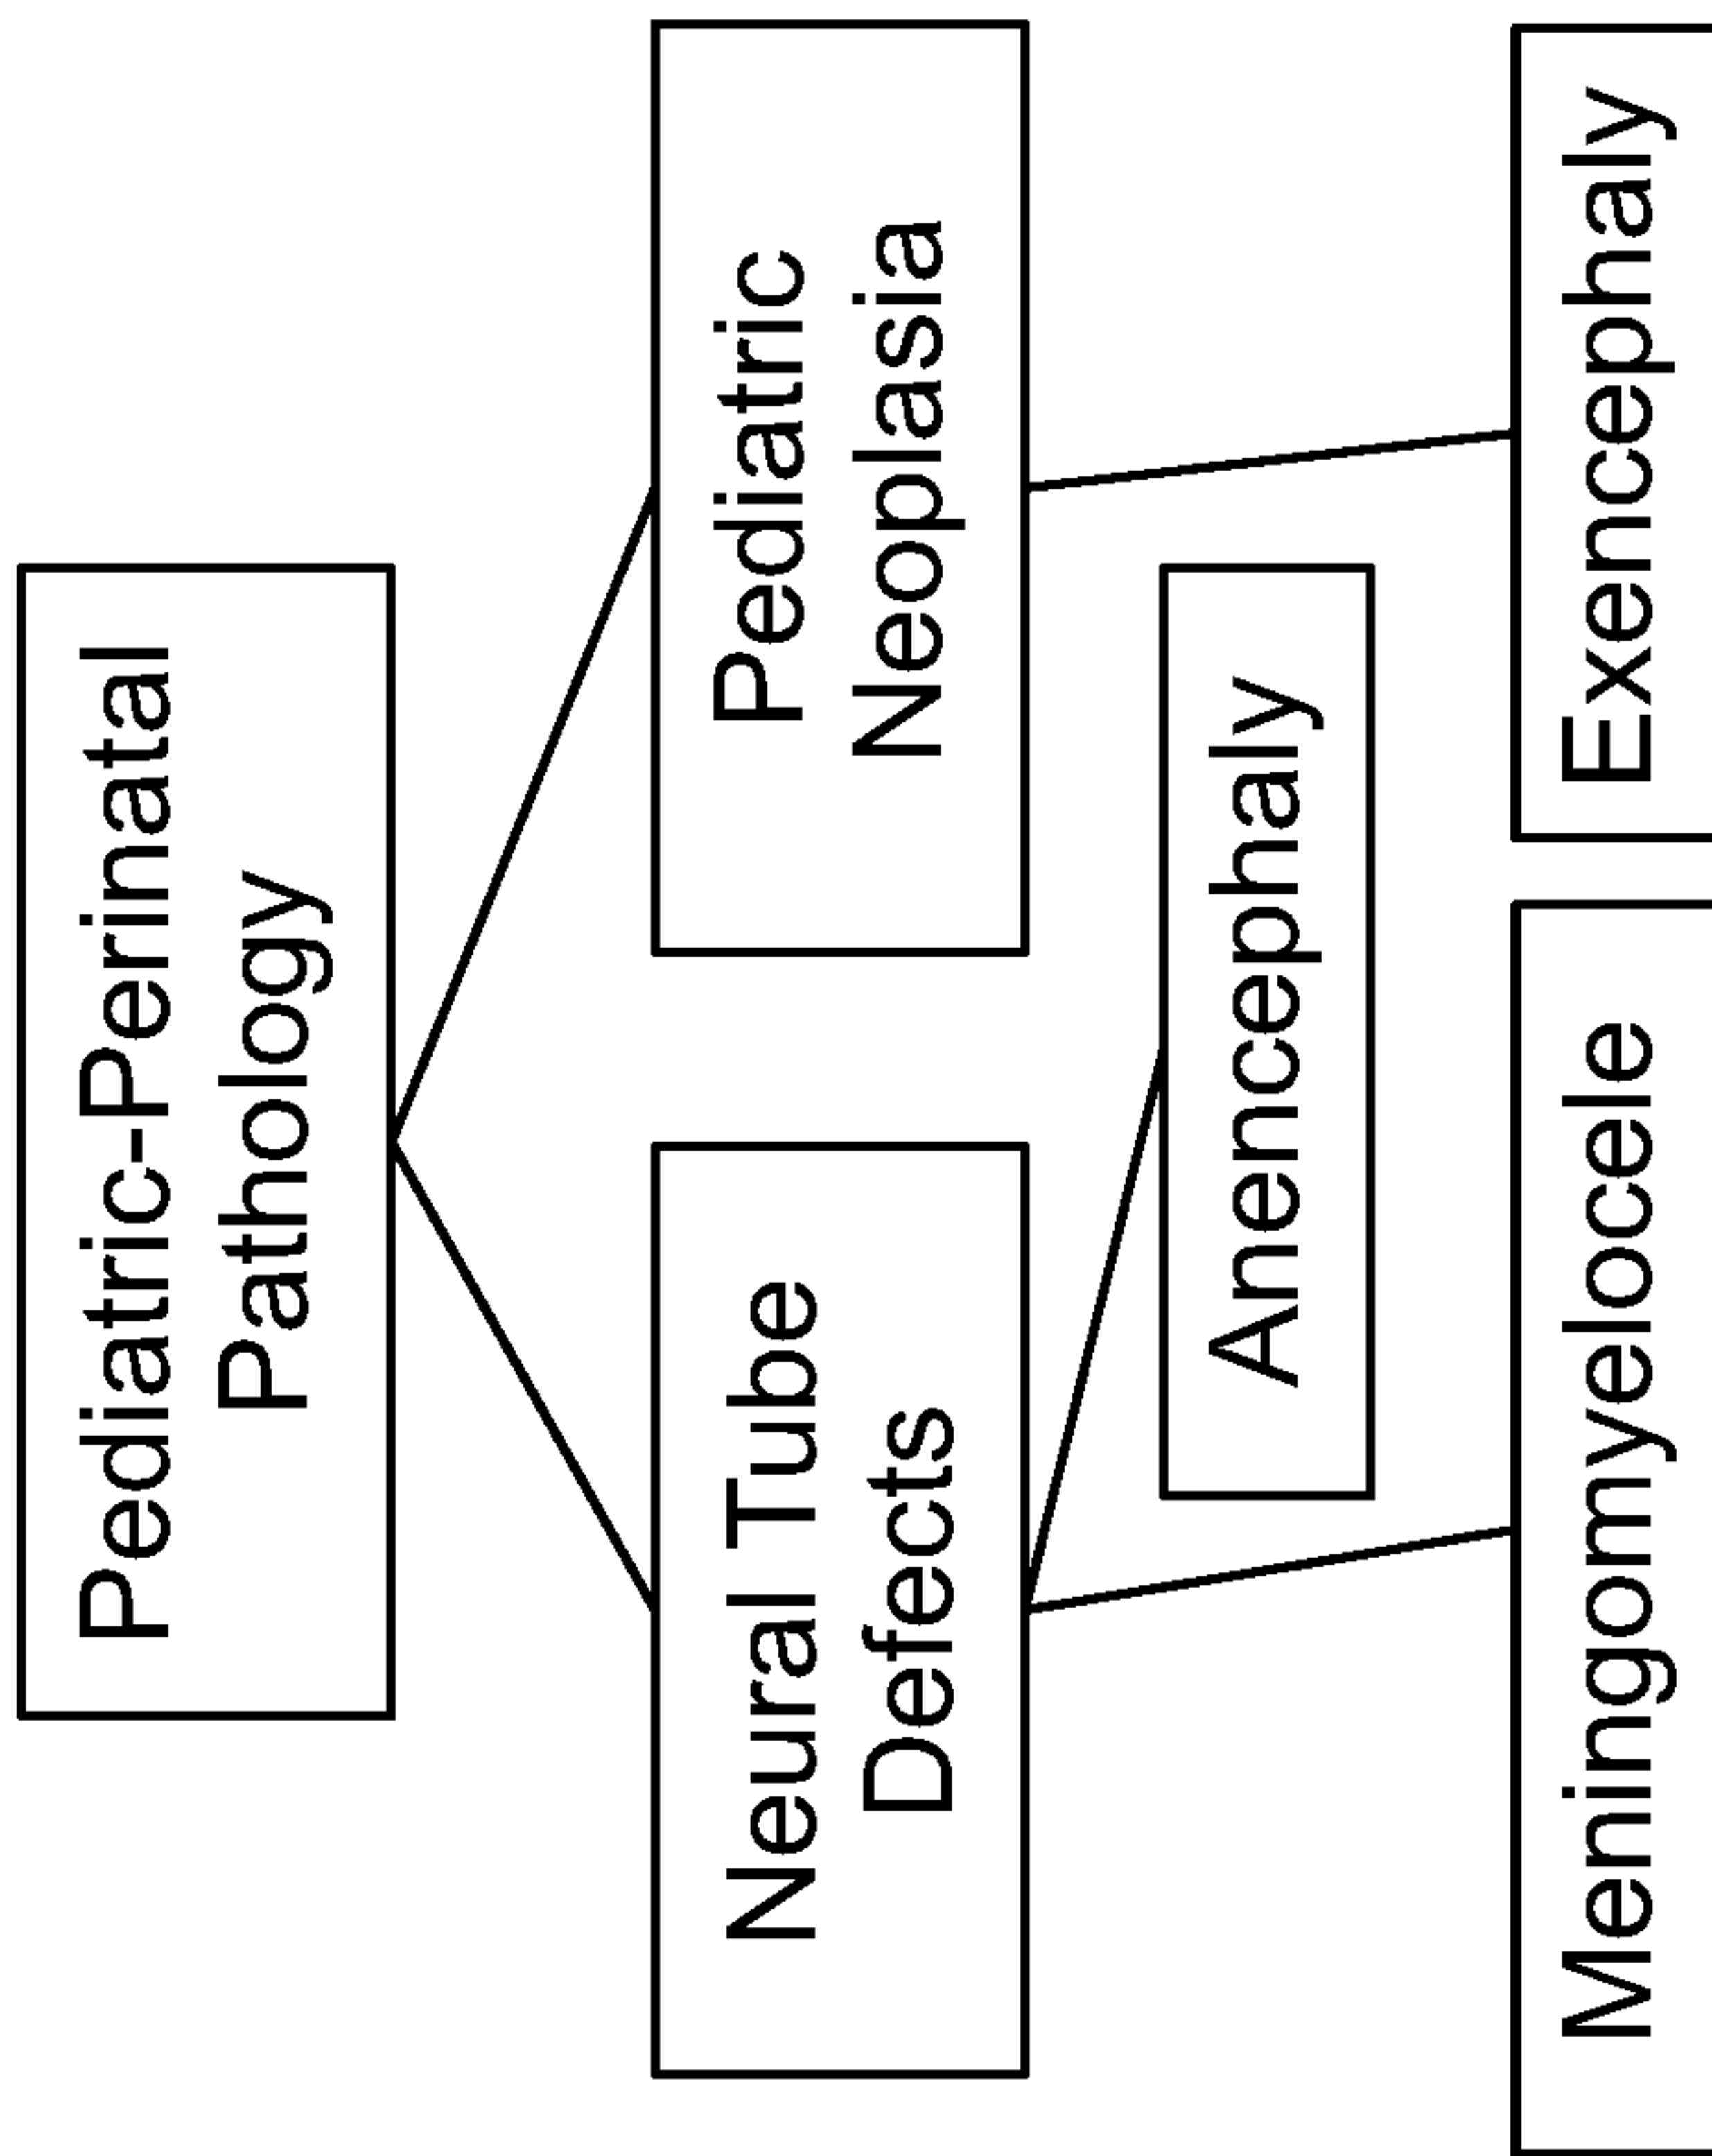 Pediatric-Perinatal
Pathology
Neural Tube
Defects
Pediatric
Neoplasia
Anencephaly
Meningomyelocele
Exencephaly